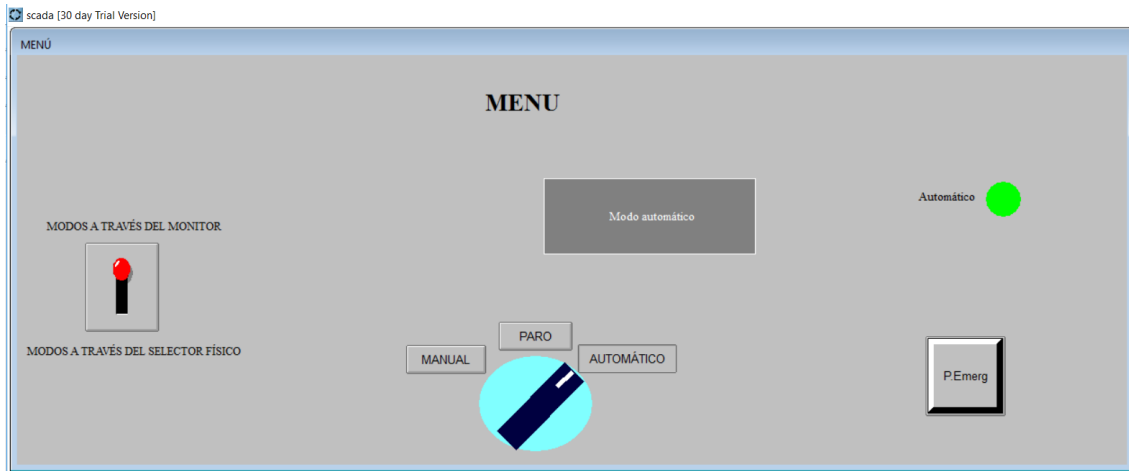 scada [30 day Trial Version]
MENÚ
MENU
Automático
Modo automático
MODOS A TRAVÉS DEL MONITOR
PARO
MODOS A TRAVÉS DEL SELECTOR FÍSICO
MANUAL
AUTOMÁTICO
P.Emerg